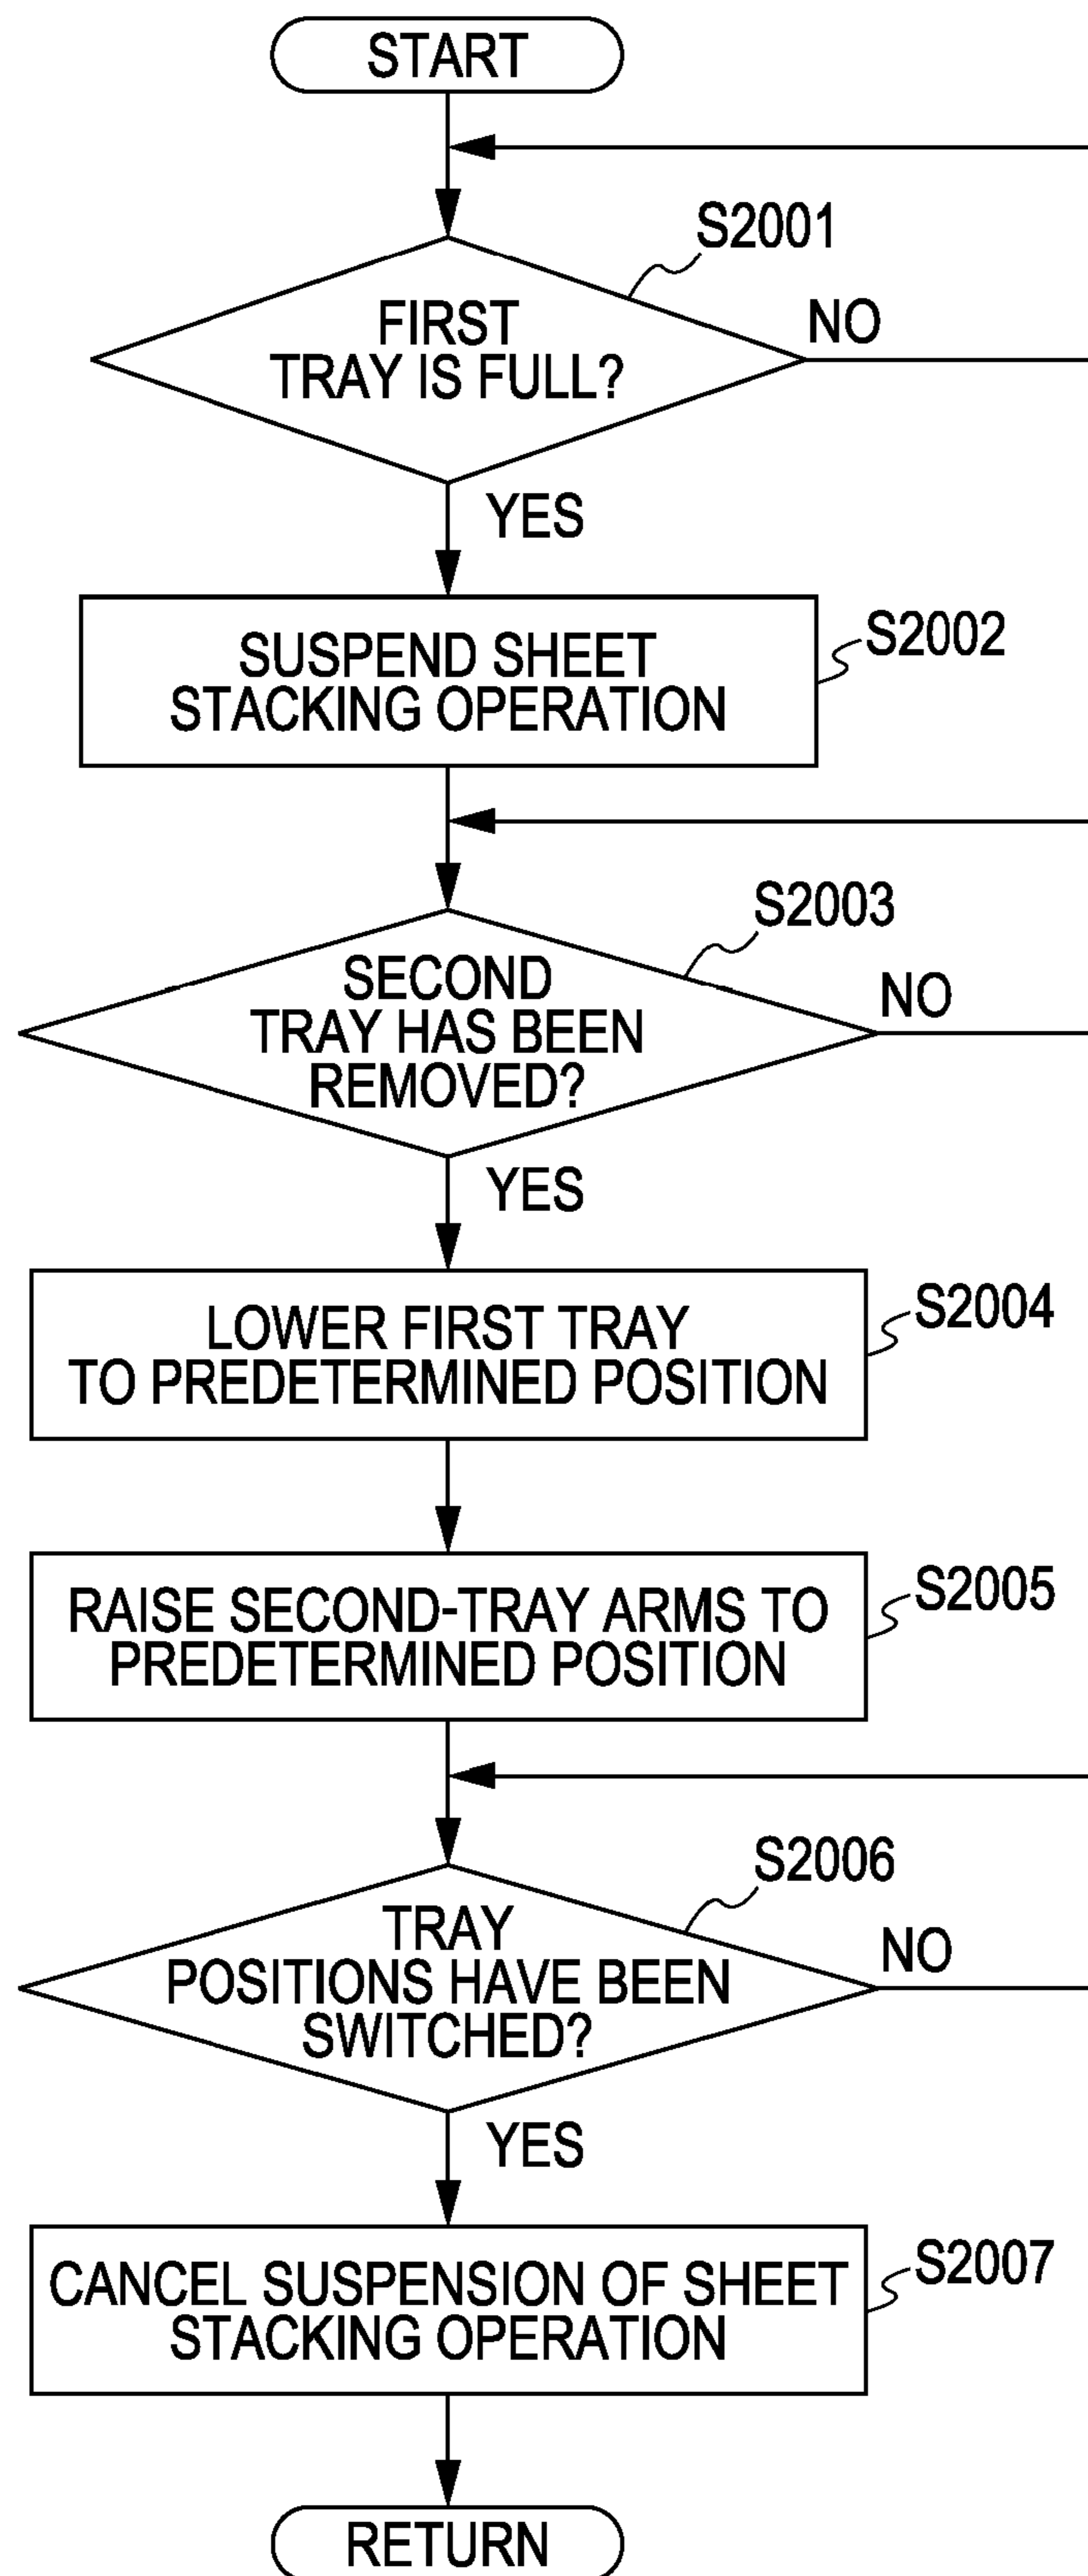 START
S2001
FIRST
TRAY IS FULL?
NO
YES
SUSPEND SHEET
STACKING OPERATION
S2002
S2003
SECOND
TRAY HAS BEEN
REMOVED?
NO
YES
LOWER FIRST TRAY
TO PREDETERMINED POSITION
S2004
RAISE SECOND-TRAY ARMS TO
PREDETERMINED POSITION
S2005
S2006
TRAY
POSITIONS HAVE BEEN
SWITCHED?
NO
YES
CANCEL SUSPENSION OF SHEET
STACKING OPERATION
S2007
RETURN